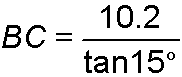 BC = 10.2 / tan15°